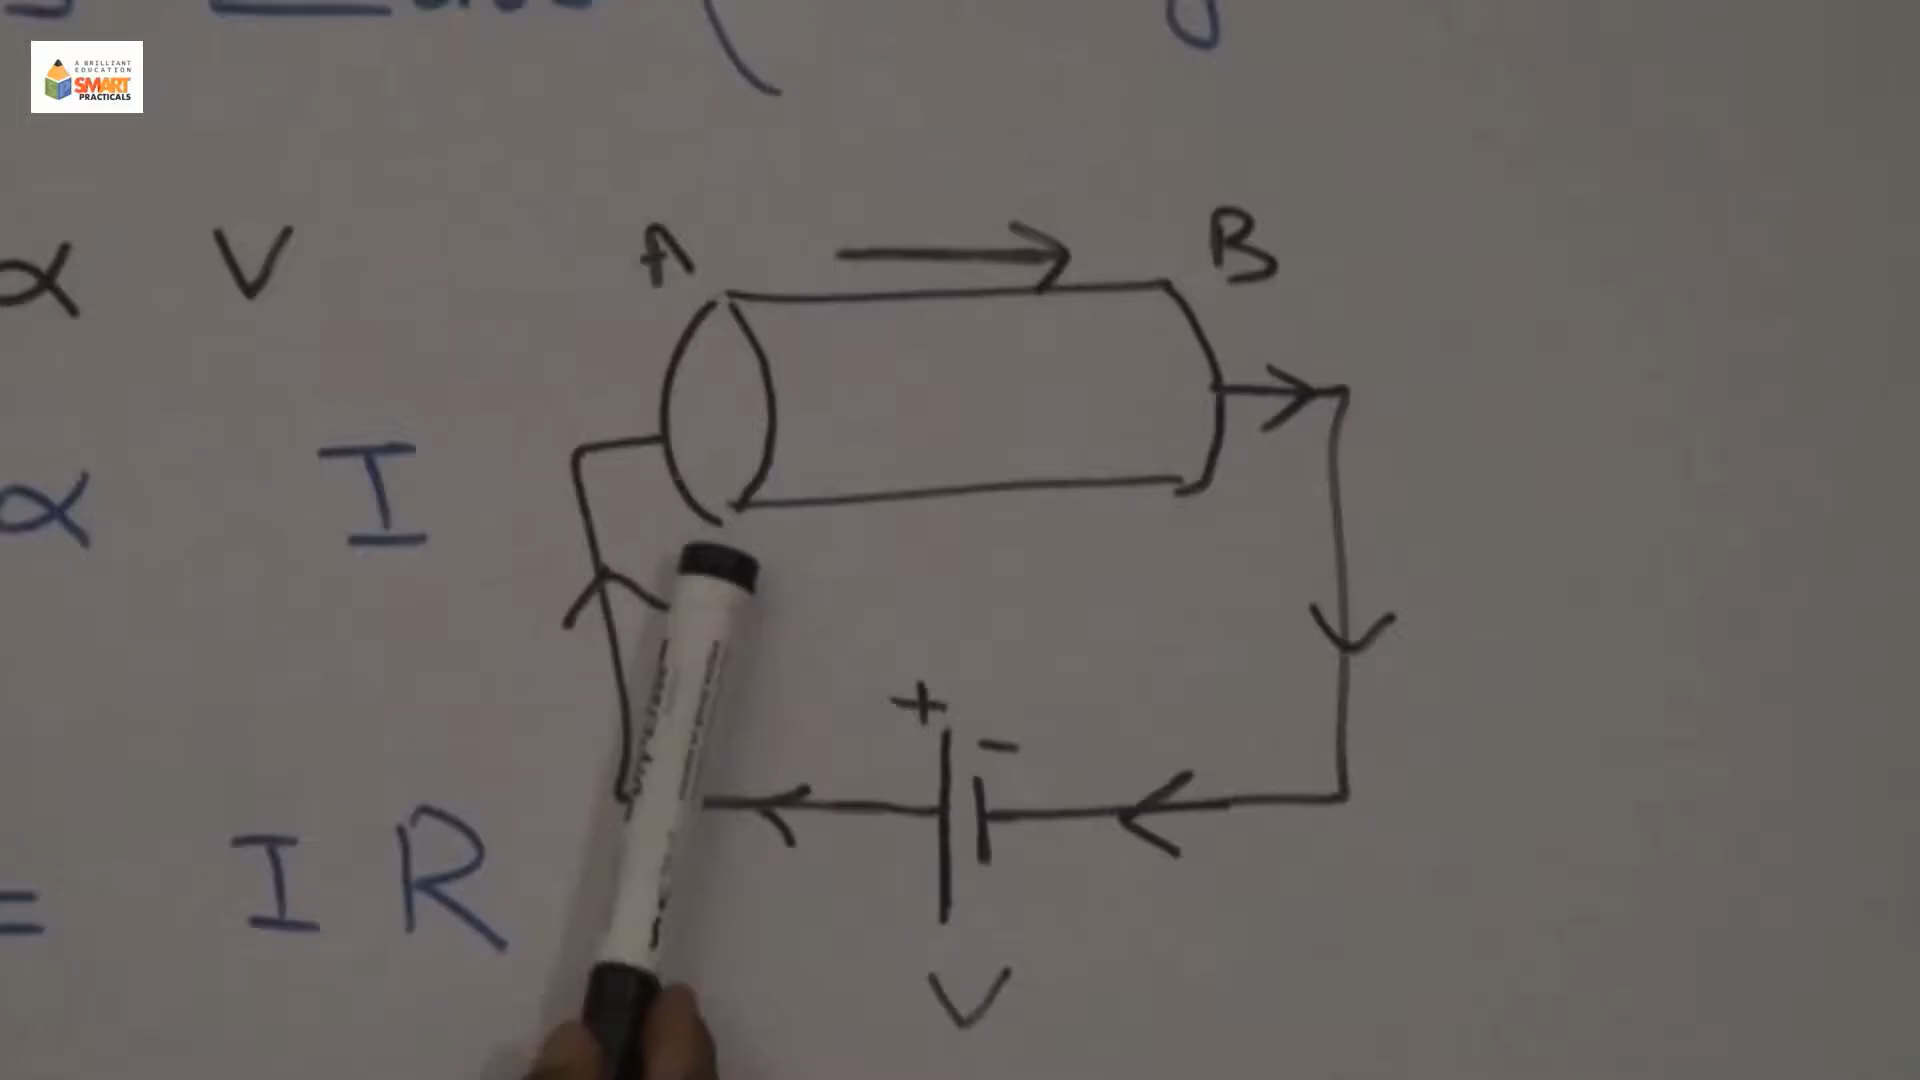 A BRILLIANT
EDUCATION
SMART
PRACTICALS
A B
α V
α I
+ -
= I R
V